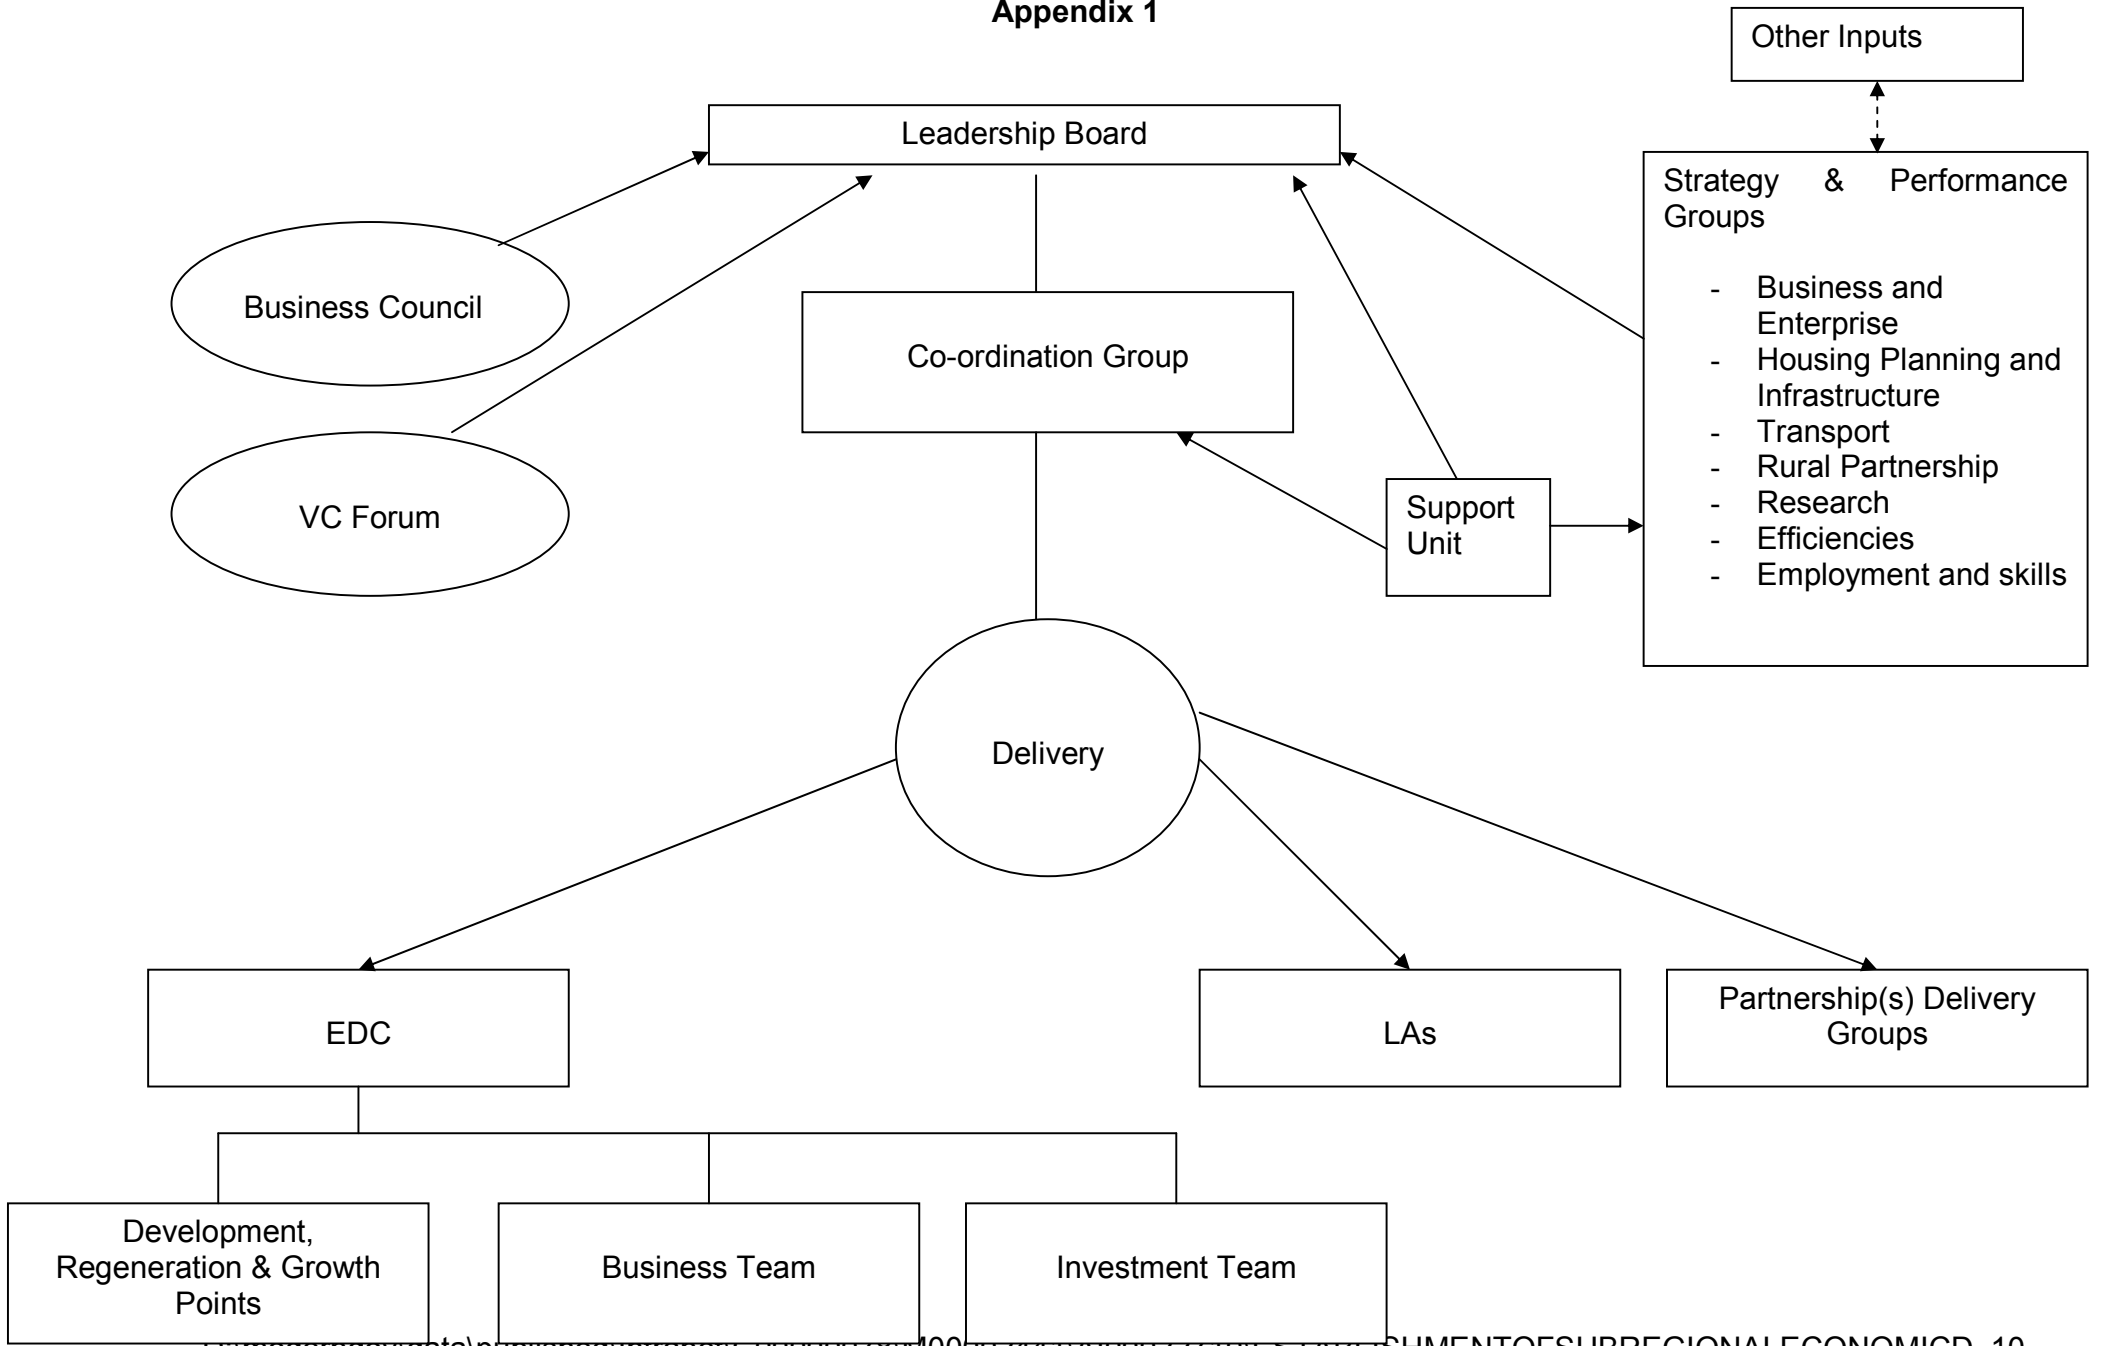 Appendix 1
Other Inputs
Leadership Board
Strategy & Performance
Groups
- Business and
Enterprise
- Housing Planning and
Infrastructure
- Transport
- Rural Partnership
- Research
- Efficiencies
- Employment and skills
Business Council
Co-ordination Group
VC Forum
Support
Unit
Delivery
EDC
LAs
Partnership(s) Delivery
Groups
Development,
Regeneration & Growth
Points
Business Team
Investment Team